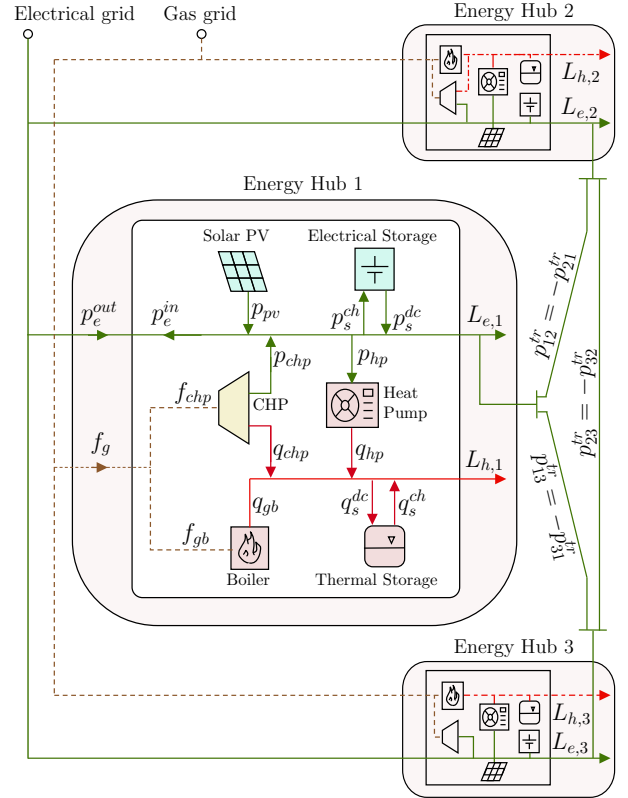 Electrical grid
Gas grid
Energy Hub 2
L_{h,2}
L_{e,2}
Energy Hub 1
Solar PV
Electrical Storage
p_e^{out}
p_e^{in}
p_{pv}
p_s^{ch}
p_s^{dc}
L_{e,1}
p_{chp}
p_{hp}
f_{chp}
CHP
Heat
Pump
f_g
q_{chp}
q_{hp}
L_{h,1}
q_{gb}
q_s^{dc}
q_s^{ch}
f_{gb}
Boiler
Thermal Storage
p_{12}^{tr} = -p_{21}^{tr}
p_{23}^{tr} = -p_{32}^{tr}
p_{13}^{tr} = -p_{31}^{tr}
Energy Hub 3
L_{h,3}
L_{e,3}